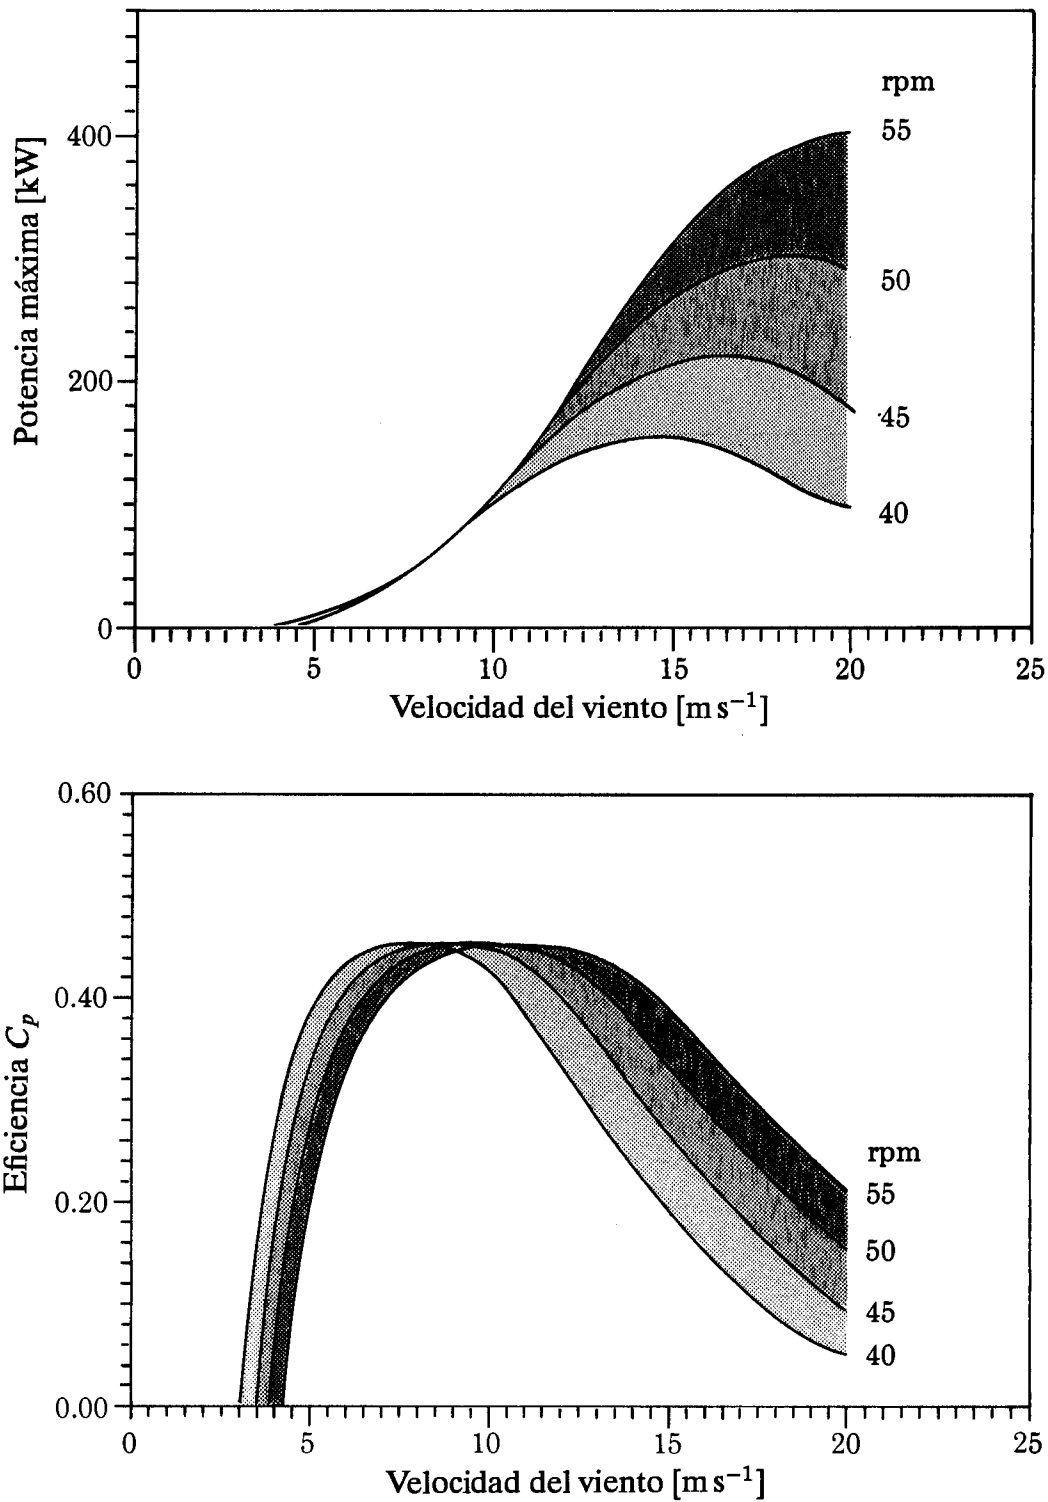 Potencia máxima [kW]
400
200
0
rpm
55
50
45
40
0 5 10 15 20 25
Velocidad del viento [m s⁻¹]
Eficiencia Cₚ
0.60
0.40
0.20
0.00
rpm
55
50
45
40
0 5 10 15 20 25
Velocidad del viento [m s⁻¹]